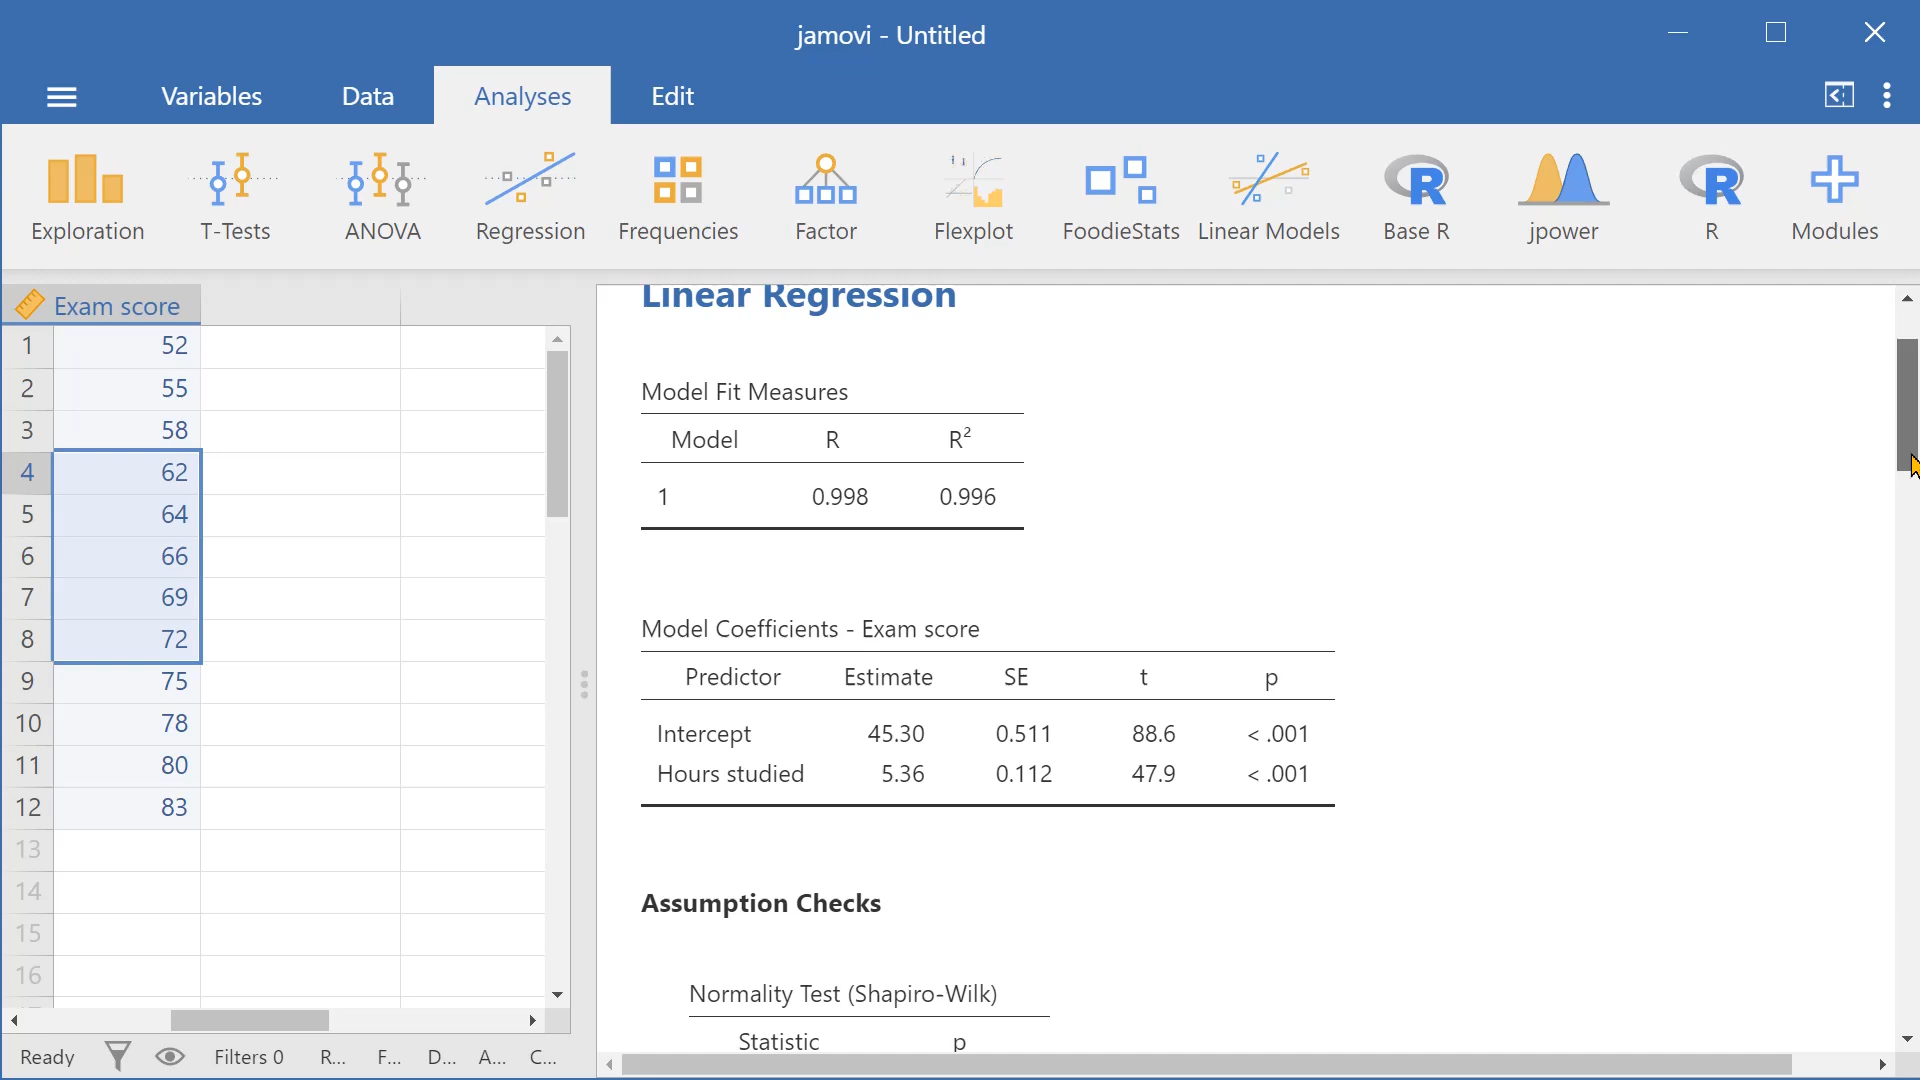 jamovi - Untitled
Variables Data Analyses Edit
Exploration T-Tests ANOVA Regression Frequencies Factor Flexplot FoodieStats Linear Models Base R jpower R Modules
Exam score
1 52
2 55
3 58
4 62
5 64
6 66
7 69
8 72
9 75
10 78
11 80
12 83
13
14
15
16
Ready Filters 0 R... F... D... A... C...
Linear Regression
Model Fit Measures
Model R R²
1 0.998 0.996
Model Coefficients - Exam score
Predictor Estimate SE t p
Intercept 45.30 0.511 88.6 < .001
Hours studied 5.36 0.112 47.9 < .001
Assumption Checks
Normality Test (Shapiro-Wilk)
Statistic p